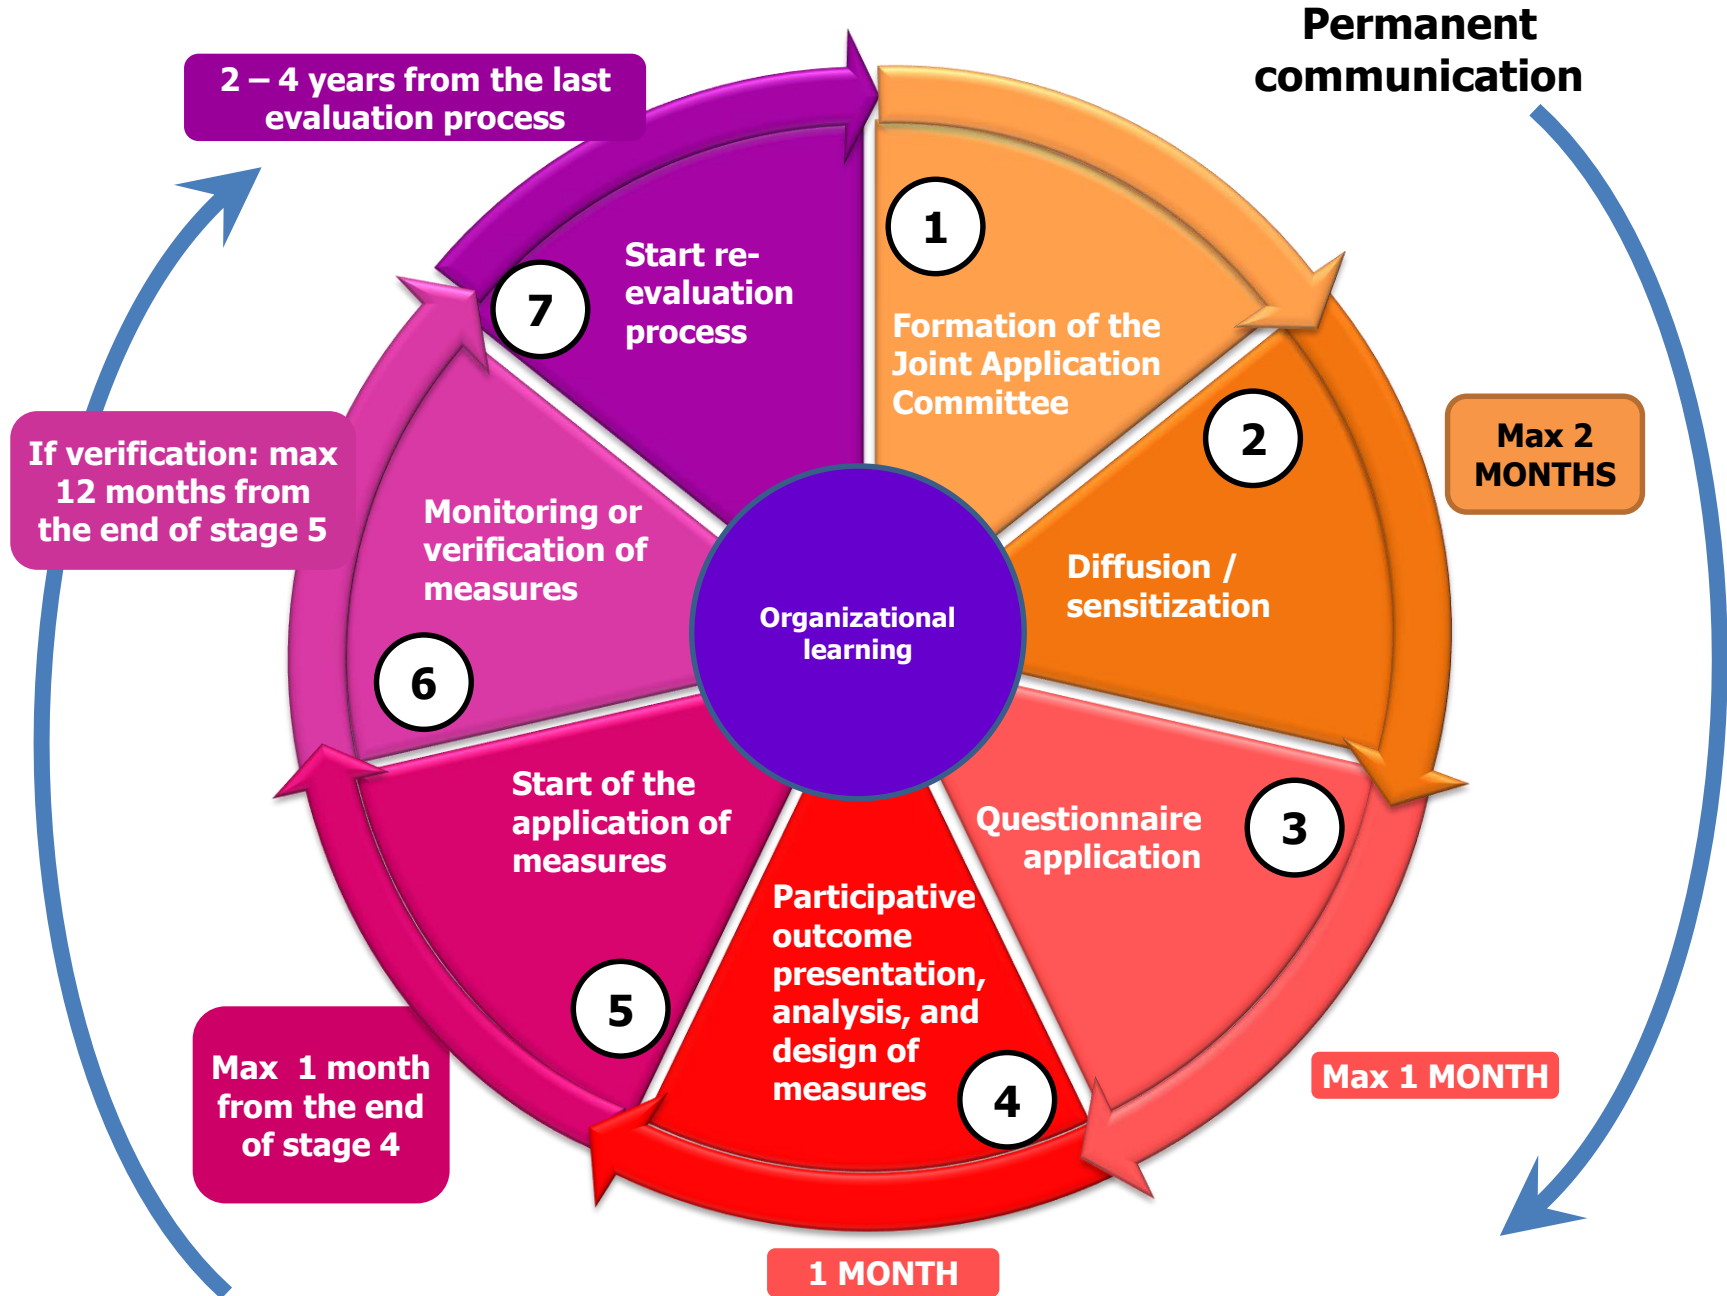 Permanent
communication
2 – 4 years from the last
evaluation process
1
Formation of the
Joint Application
Committee
2
Diffusion /
sensitization
Max 2
MONTHS
3
Questionnaire
application
Max 1 MONTH
4
Participative
outcome
presentation,
analysis, and
design of
measures
1 MONTH
5
Start of the
application of
measures
Max 1 month
from the end
of stage 4
6
Monitoring or
verification of
measures
If verification: max
12 months from
the end of stage 5
7
Start re-
evaluation
process
Organizational
learning